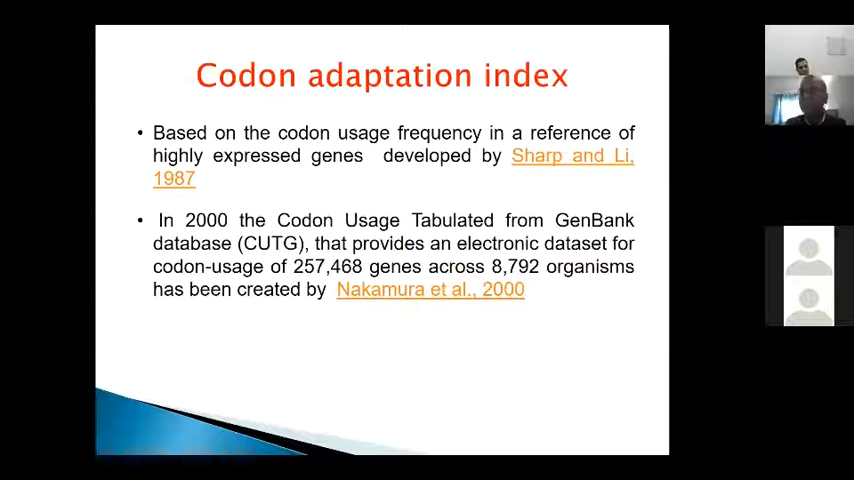 Codon adaptation index
• Based on the codon usage frequency in a reference of
highly expressed genes developed by Sharp and Li,
1987
• In 2000 the Codon Usage Tabulated from GenBank
database (CUTG), that provides an electronic dataset for
codon-usage of 257,468 genes across 8,792 organisms
has been created by Nakamura et al., 2000